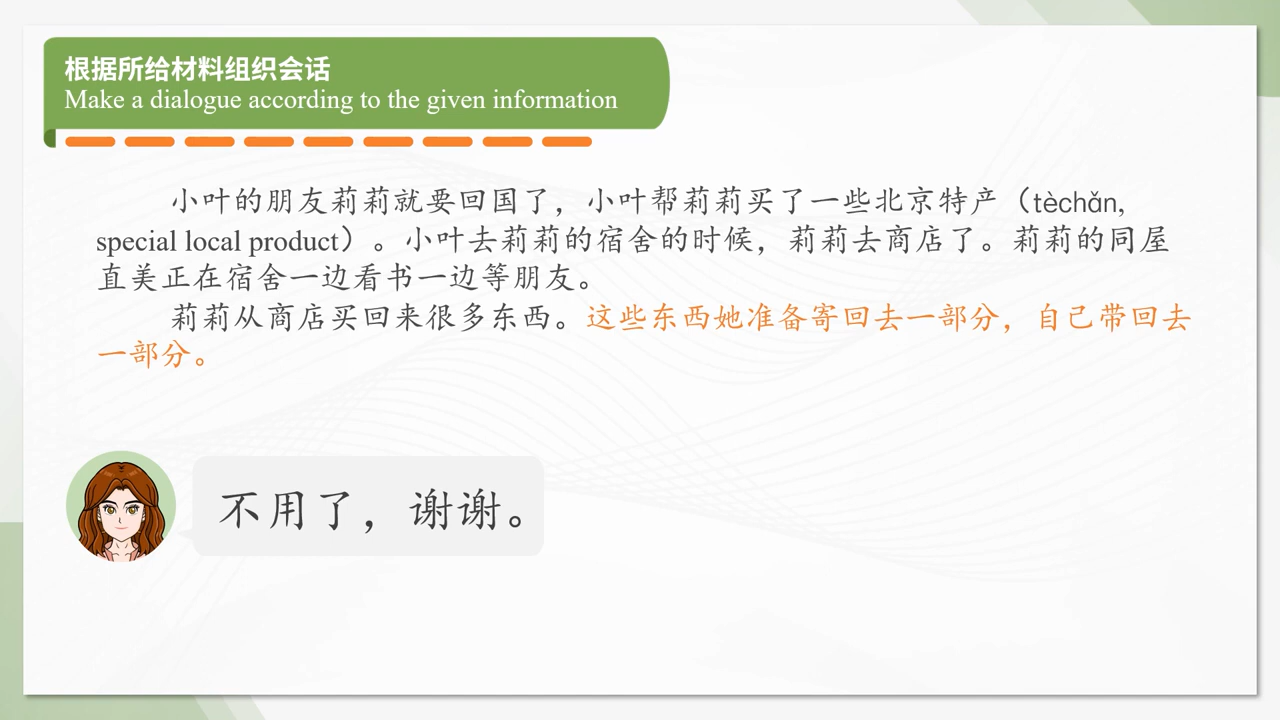 根据所给材料组织会话
Make a dialogue according to the given information
小叶的朋友莉莉就要回国了，小叶帮莉莉买了一些北京特产（tèchǎn,
special local product）。小叶去莉莉的宿舍的时候，莉莉去商店了。莉莉的同屋
直美正在宿舍一边看书一边等朋友。
莉莉从商店买回来很多东西。这些东西她准备寄回去一部分，自己带回去
一部分。
不用了，谢谢。